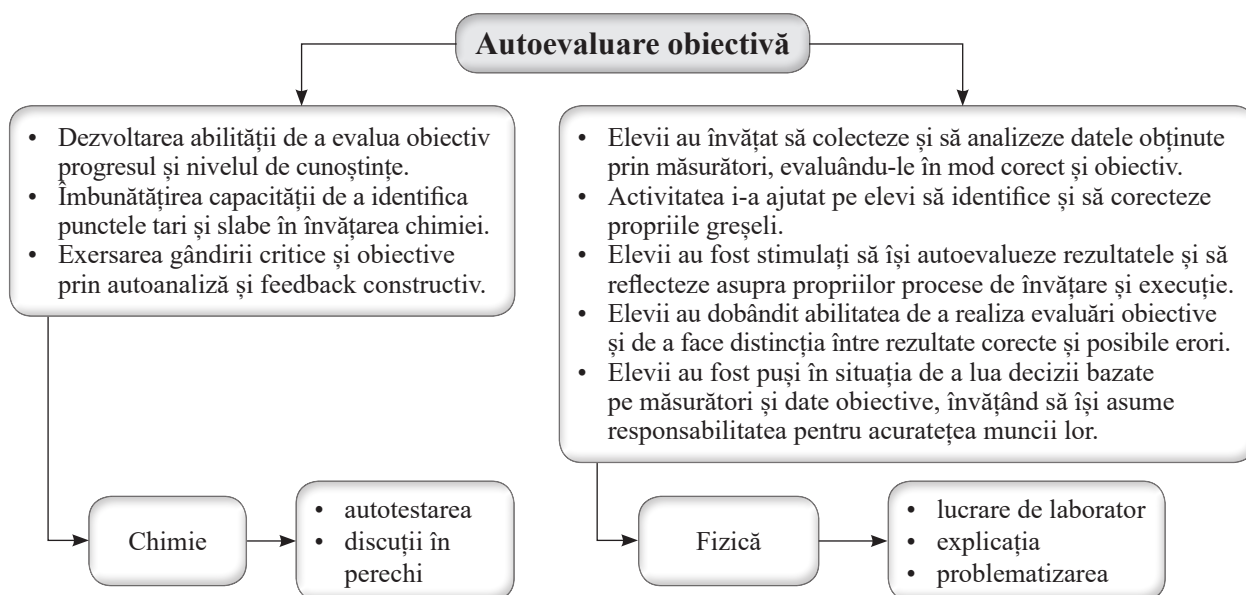 Autoevaluare obiectivă
• Dezvoltarea abilității de a evalua obiectiv
progresul și nivelul de cunoștințe.
• Îmbunătățirea capacității de a identifica
punctele tari și slabe în învățarea chimiei.
• Exersarea gândirii critice și obiective
prin autoanaliză și feedback constructiv.
• Elevii au învățat să colecteze și să analizeze datele obținute
prin măsurători, evaluându-le în mod corect și obiectiv.
• Activitatea i-a ajutat pe elevi să identifice și să corecteze
propriile greșeli.
• Elevii au fost stimulați să își autoevalueze rezultatele și să
reflecteze asupra propriilor procese de învățare și execuție.
• Elevii au dobândit abilitatea de a realiza evaluări obiective
și de a face distincția între rezultate corecte și posibile erori.
• Elevii au fost puși în situația de a lua decizii bazate
pe măsurători și date obiective, învățând să își asume
responsabilitatea pentru acuratețea muncii lor.
Chimie
• autotestarea
• discuții în
perechi
Fizică
• lucrare de laborator
• explicația
• problematizarea